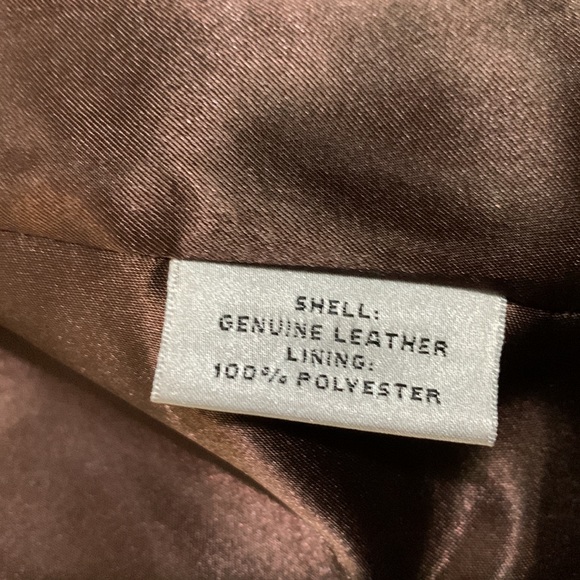 SHELL:
GENUINE LEATHER
LINING:
100% POLYESTER